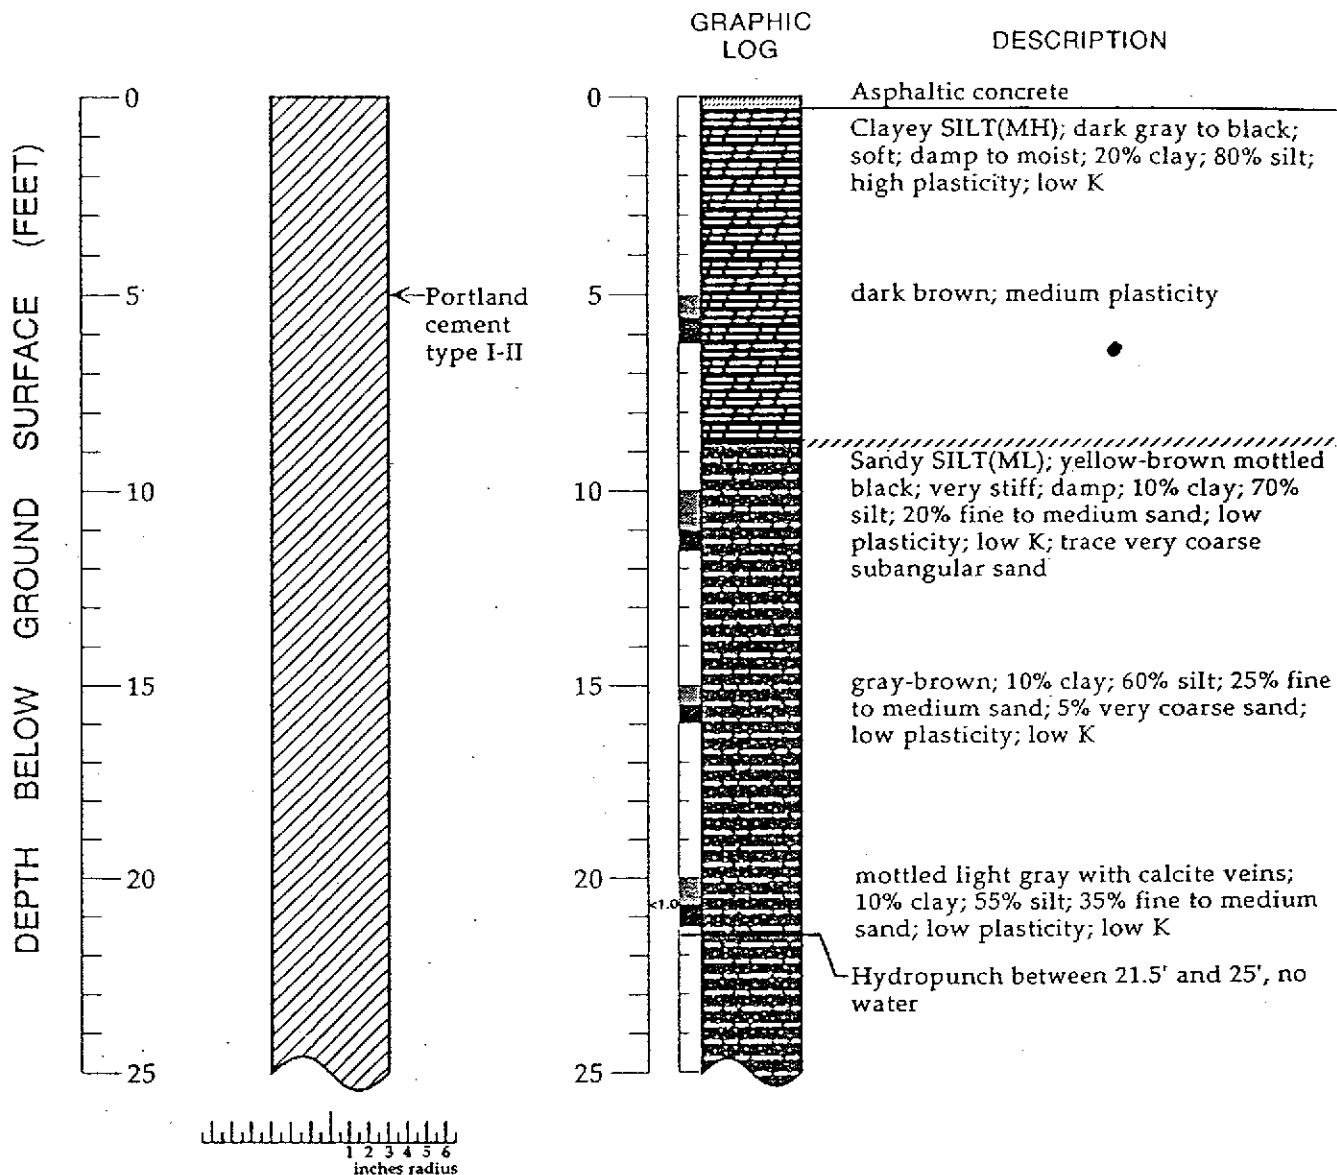 GRAPHIC
LOG
DESCRIPTION
DEPTH BELOW GROUND SURFACE (FEET)
0
5
10
15
20
25
Portland
cement
type I-II
1 2 3 4 5 6
inches radius
0
5
10
15
20
25
<1.0
Asphaltic concrete
Clayey SILT(MH); dark gray to black;
soft; damp to moist; 20% clay; 80% silt;
high plasticity; low K
dark brown; medium plasticity
Sandy SILT(ML); yellow-brown mottled
black; very stiff; damp; 10% clay; 70%
silt; 20% fine to medium sand; low
plasticity; low K; trace very coarse
subangular sand
gray-brown; 10% clay; 60% silt; 25% fine
to medium sand; 5% very coarse sand;
low plasticity; low K
mottled light gray with calcite veins;
10% clay; 55% silt; 35% fine to medium
sand; low plasticity; low K
Hydropunch between 21.5' and 25', no
water